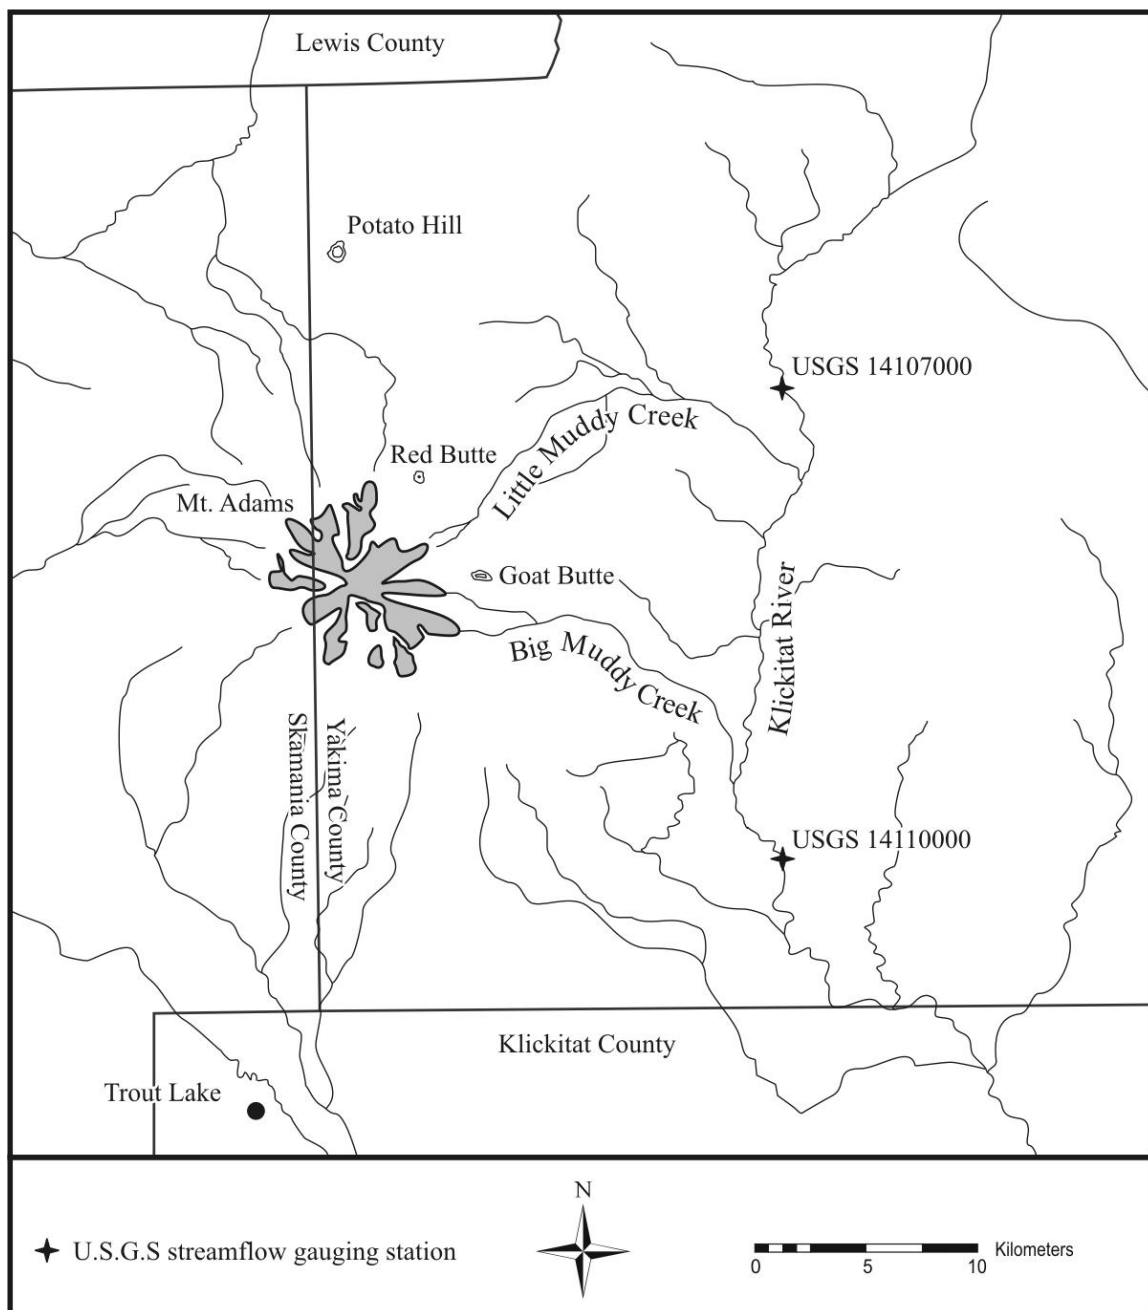 Lewis County
Potato Hill
USGS 14107000
Little Muddy Creek
Red Butte
Mt. Adams
Goat Butte
Klickitat River
Big Muddy Creek
Skamania County
Yakima County
USGS 14110000
Klickitat County
Trout Lake
N
U.S.G.S streamflow gauging station
Kilometers
0 5 10